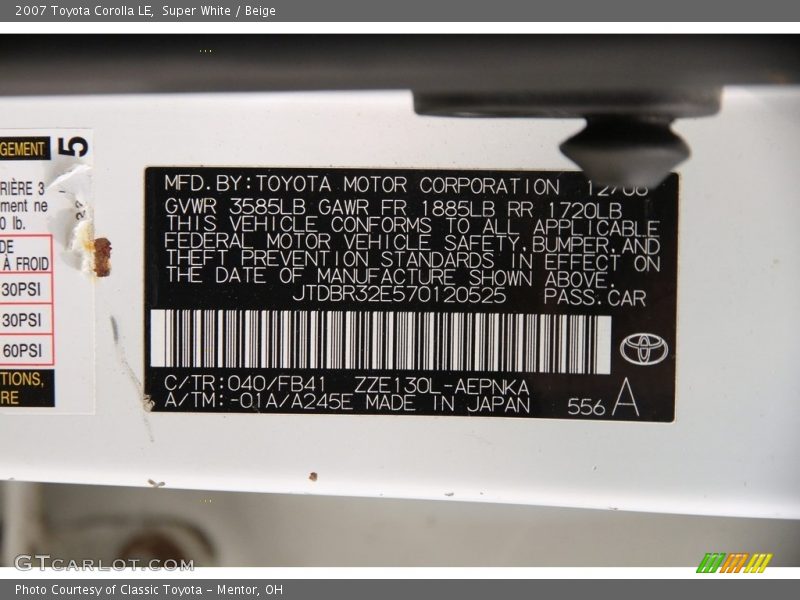 2007 Toyota Corolla LE, Super White / Beige
GEMENT
5
RIÈRE 3
ment ne
0 lb.
DE
À FROID
30PSI
30PSI
60PSI
TIONS,
RE
MFD. BY: TOYOTA MOTOR CORPORATION 12/06
GVWR 3585LB GAWR FR 1885LB RR 1720LB
THIS VEHICLE CONFORMS TO ALL APPLICABLE
FEDERAL MOTOR VEHICLE SAFETY, BUMPER, AND
THEFT PREVENTION STANDARDS IN EFFECT ON
THE DATE OF MANUFACTURE SHOWN ABOVE.
JTDBR32E570120525 PASS. CAR
C/TR: 040/FB41 ZZE130L-AEPNKA
A/TM: -01A/A245E MADE IN JAPAN 556 A
GTCARLOT.COM
Photo Courtesy of Classic Toyota - Mentor, OH